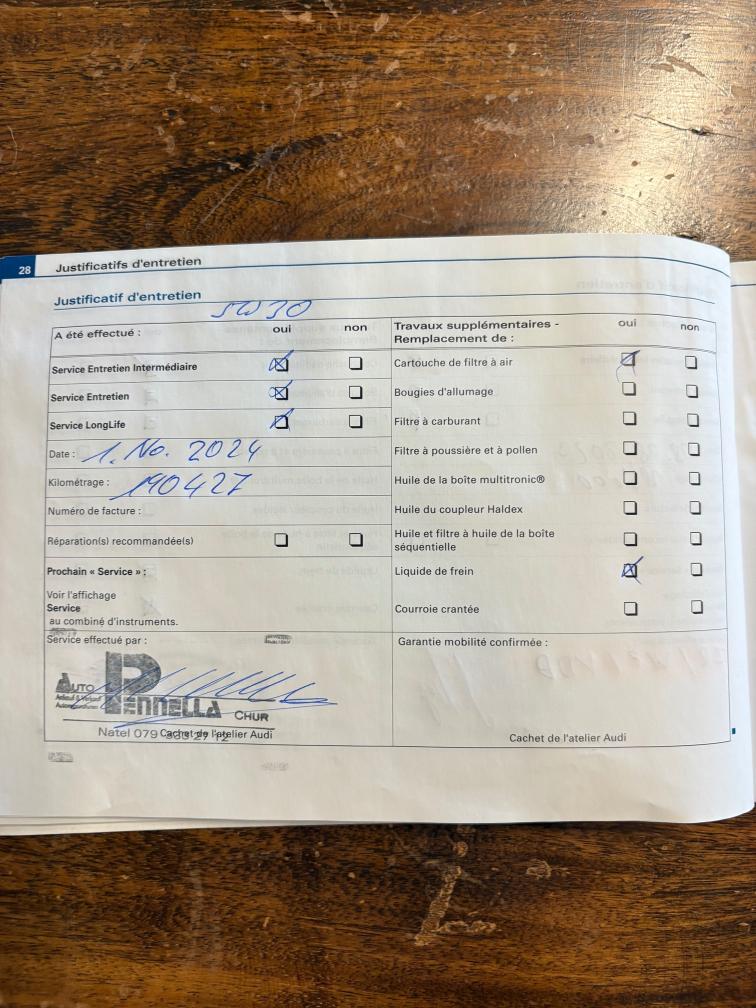 28 Justificatifs d'entretien
Justificatif d'entretien
5W30
A été effectué : oui non
Service Entretien Intermédiaire
Service Entretien
Service LongLife
Date : 1. No. 2024
Kilométrage : 190427
Numéro de facture :
Réparation(s) recommandée(s)
Prochain « Service » :
Voir l'affichage
Service
au combiné d'instruments.
Service effectué par :
AUTO
PENNELLA CHUR
Natel 079
Cachet de l'atelier Audi
Travaux supplémentaires -
Remplacement de : oui non
Cartouche de filtre à air
Bougies d'allumage
Filtre à carburant
Filtre à poussière et à pollen
Huile de la boîte multitronic®
Huile du coupleur Haldex
Huile et filtre à huile de la boîte
séquentielle
Liquide de frein
Courroie crantée
Garantie mobilité confirmée :
Cachet de l'atelier Audi